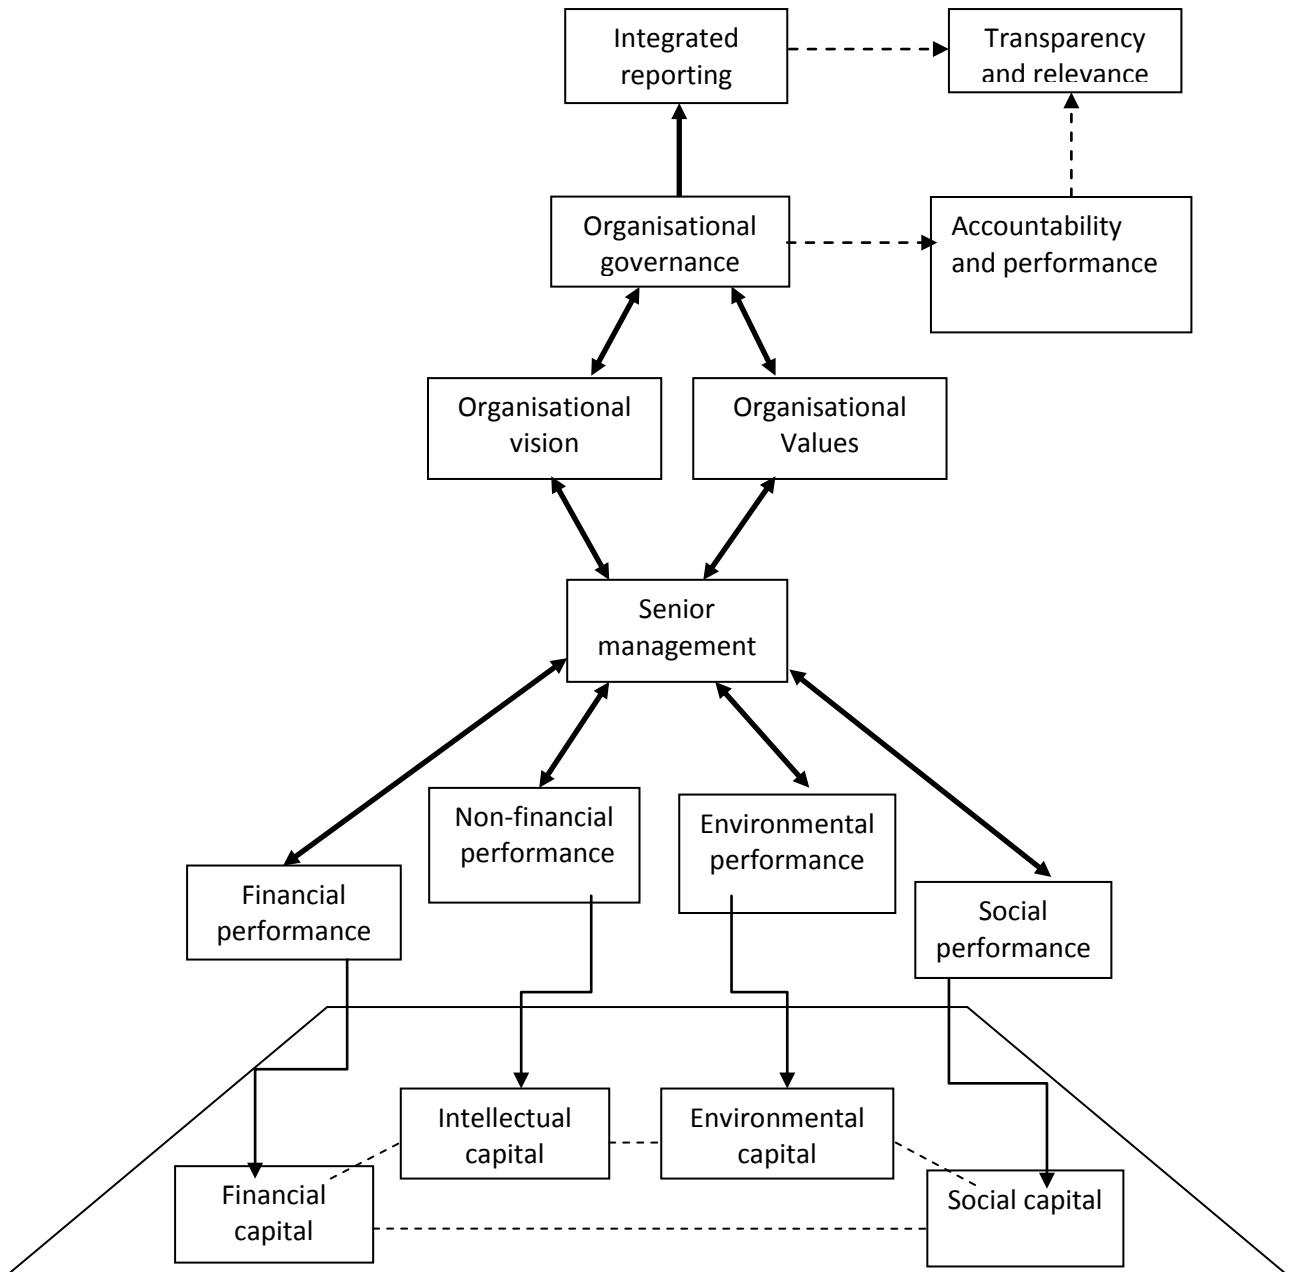 Integrated
reporting
Transparency
and relevance
Organisational
governance
Accountability
and performance
Organisational
vision
Organisational
Values
Senior
management
Non-financial
performance
Environmental
performance
Financial
performance
Social
performance
Intellectual
capital
Environmental
capital
Financial
capital
Social capital